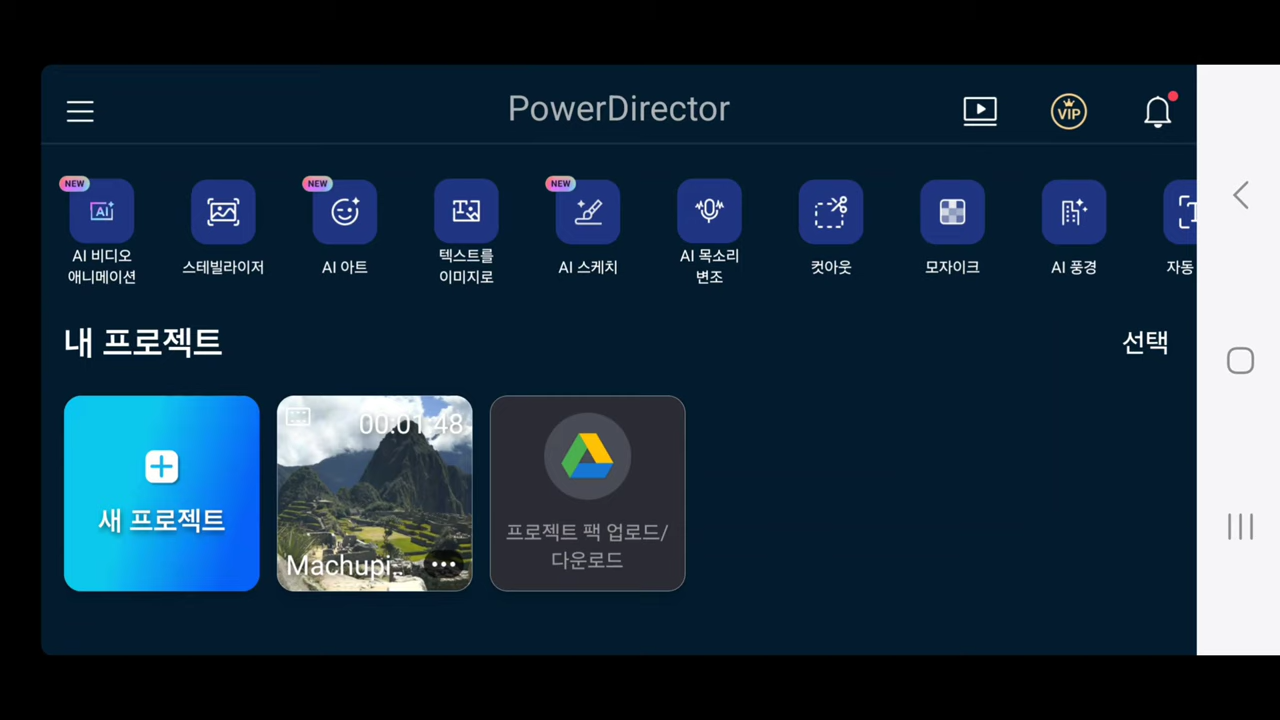 PowerDirector
VIP
NEW
NEW
NEW
AI
AI 비디오
애니메이션
스테빌라이저
AI 아트
텍스트를
이미지로
AI 스케치
AI 목소리
변조
컷아웃
모자이크
AI 풍경
자동
내 프로젝트
선택
새 프로젝트
00:01:48
Machupi...
프로젝트 팩 업로드/
다운로드